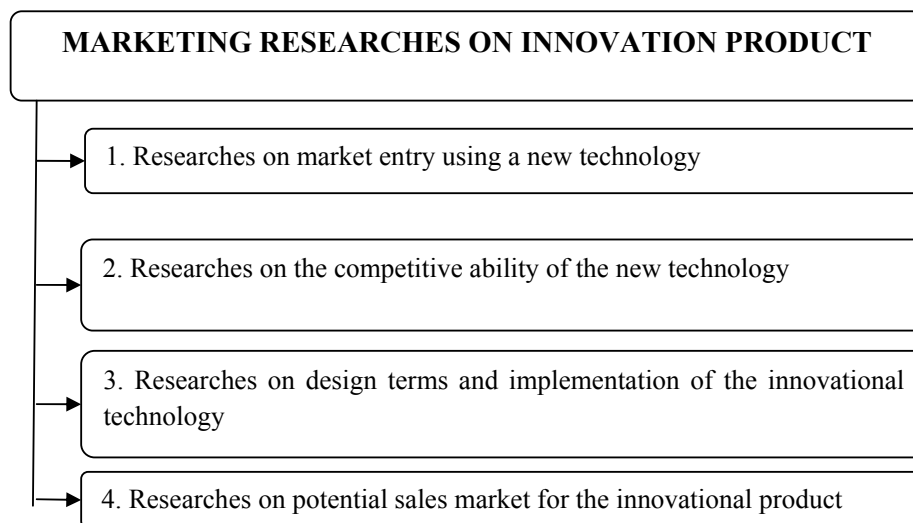 MARKETING RESEARCHES ON INNOVATION PRODUCT
1. Researches on market entry using a new technology
2. Researches on the competitive ability of the new technology
3. Researches on design terms and implementation of the innovational
technology
4. Researches on potential sales market for the innovational product